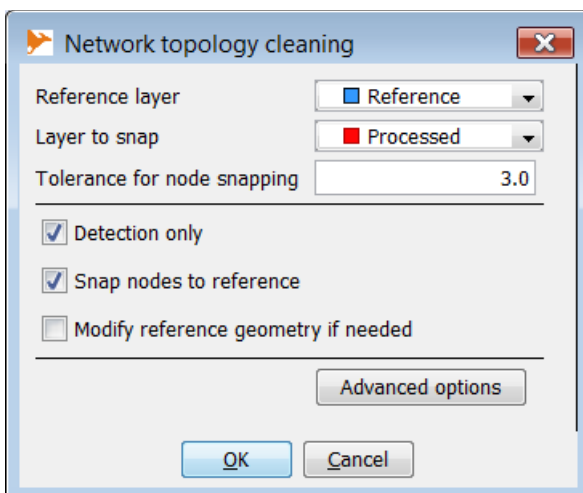 Network topology cleaning
Reference layer Reference
Layer to snap Processed
Tolerance for node snapping 3.0
Detection only
Snap nodes to reference
Modify reference geometry if needed
Advanced options
OK Cancel